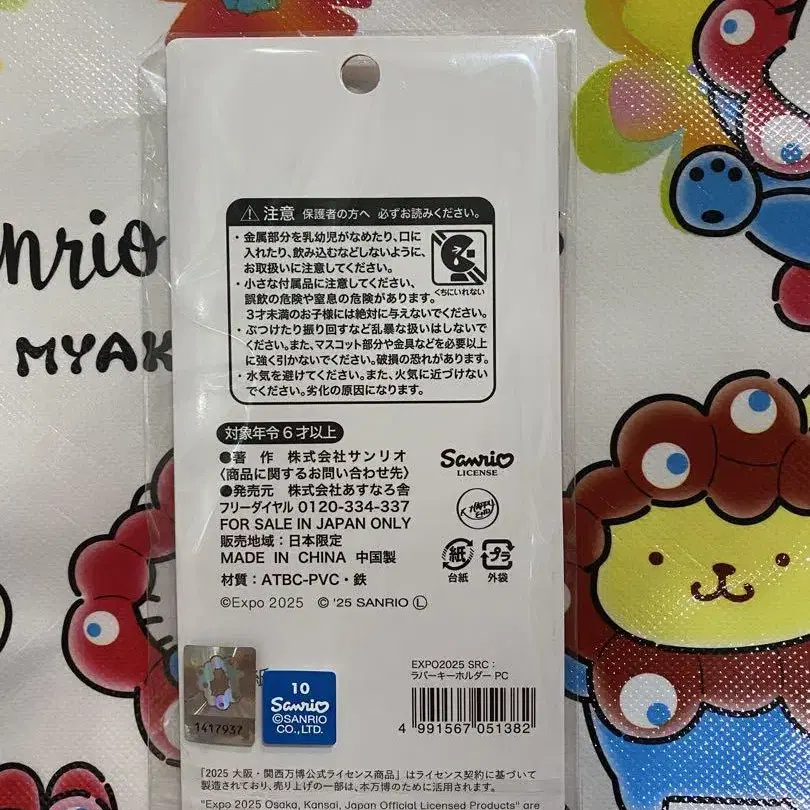 anrio
MYAK
⚠注意 保護者の方へ 必ずお読みください。
・金属部分を乳幼児がなめたり、口に
入れたり、飲み込むなどしないように、
お取扱いに注意してください。
くちにいれない
・小さな付属品に注意してください、
誤飲の危険や窒息の危険があります。
3才未満のお子様には絶対に与えないでください。
・ぶつけたり振り回すなど乱暴な扱いはしないで
ください。また、マスコット部分や金具などを必要以上
に強く引かないでください。破損の恐れがあります。
・水気を避けてください。また、火気に近づけない
でください。劣化の原因になります。
対象年令6才以上
●著 作 株式会社サンリオ
〈商品に関するお問い合わせ先〉
●発売元 株式会社あすなろ舎
フリーダイヤル 0120-334-337
FOR SALE IN JAPAN ONLY
販売地域:日本限定
MADE IN CHINA 中国製
材質:ATBC-PVC・鉄
©Expo 2025 © '25 SANRIO Ⓛ
Sanrio
LICENSE
HAPPY
END
紙
台紙
プラ
外袋
1417937
10
Sanrio
©SANRIO
CO., LTD.
EXPO2025 SRC:
ラバーキーホルダー PC
4 991567 051382
「2025 大阪・関西万博公式ライセンス商品」はライセンス契約に基づいて
製造されており、売り上げの一部は、本万博のために活用されます。
"Expo 2025 Osaka, Kansai, Japan Official Licensed Products" are